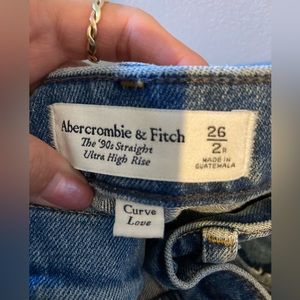 Abercrombie & Fitch
The '90s Straight
Ultra High Rise
26
2R
MADE IN
GUATEMALA
Curve
Love